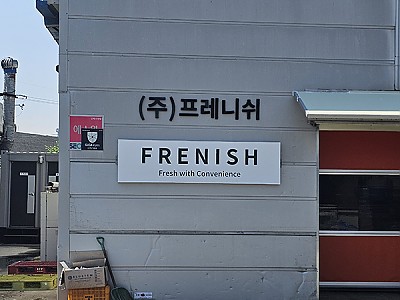 (주)프레니쉬
FRENISH
Fresh with Convenience